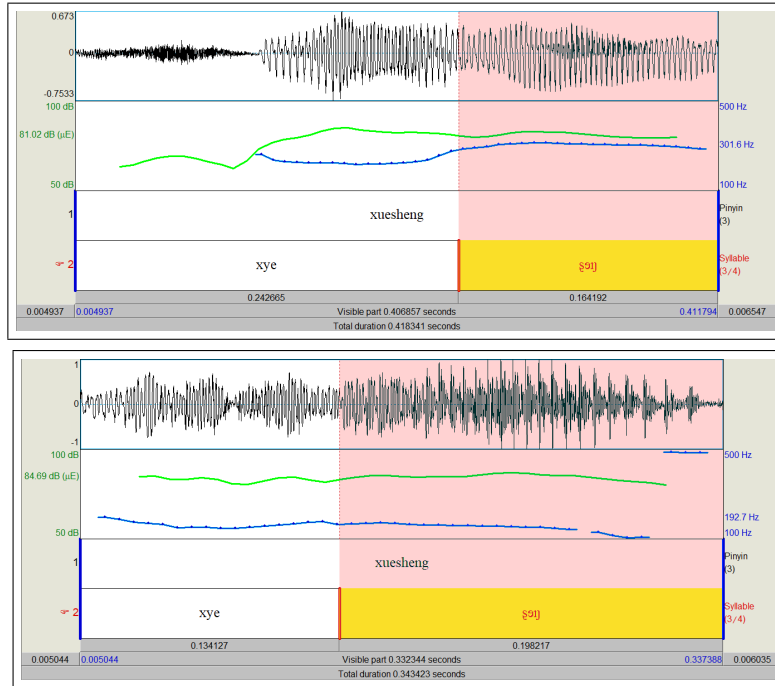 0.673
0
-0.7533
100 dB
500 Hz
81.02 dB (µE)
301.6 Hz
50 dB
100 Hz
1
xuesheng
Pinyin
(3)
☞ 2
xye
Syllable
(3/4)
0.242665
0.164192
0.004937
0.004937
Visible part 0.406857 seconds
0.411794
0.006547
Total duration 0.418341 seconds
1
0
-1
100 dB
500 Hz
84.69 dB (µE)
192.7 Hz
50 dB
100 Hz
1
xuesheng
Pinyin
(3)
☞ 2
xye
Syllable
(3/4)
0.134127
0.198217
0.005044
0.005044
Visible part 0.332344 seconds
0.337388
0.006035
Total duration 0.343423 seconds